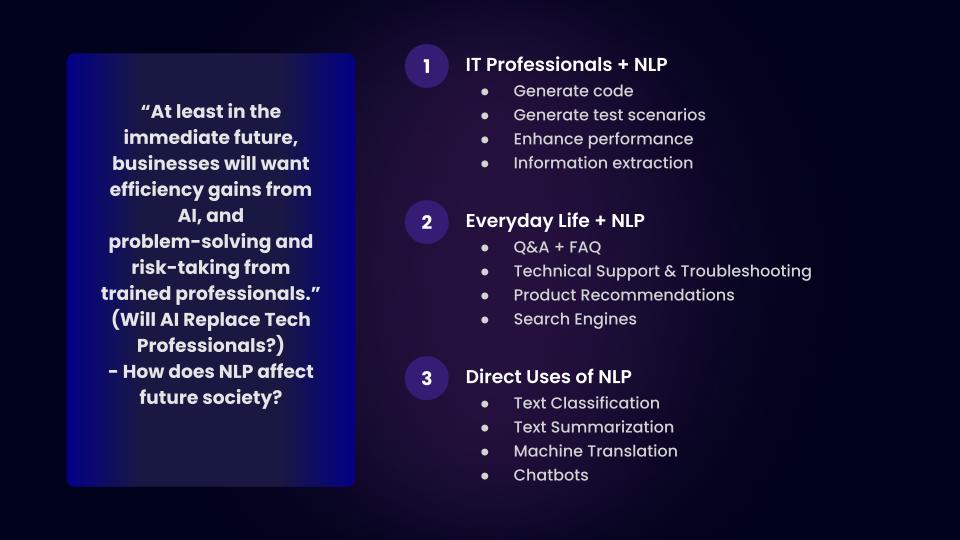 “At least in the
immediate future,
businesses will want
efficiency gains from
AI, and
problem-solving and
risk-taking from
trained professionals.”
(Will AI Replace Tech
Professionals?)
- How does NLP affect
future society?
1 IT Professionals + NLP
● Generate code
● Generate test scenarios
● Enhance performance
● Information extraction
2 Everyday Life + NLP
● Q&A + FAQ
● Technical Support & Troubleshooting
● Product Recommendations
● Search Engines
3 Direct Uses of NLP
● Text Classification
● Text Summarization
● Machine Translation
● Chatbots